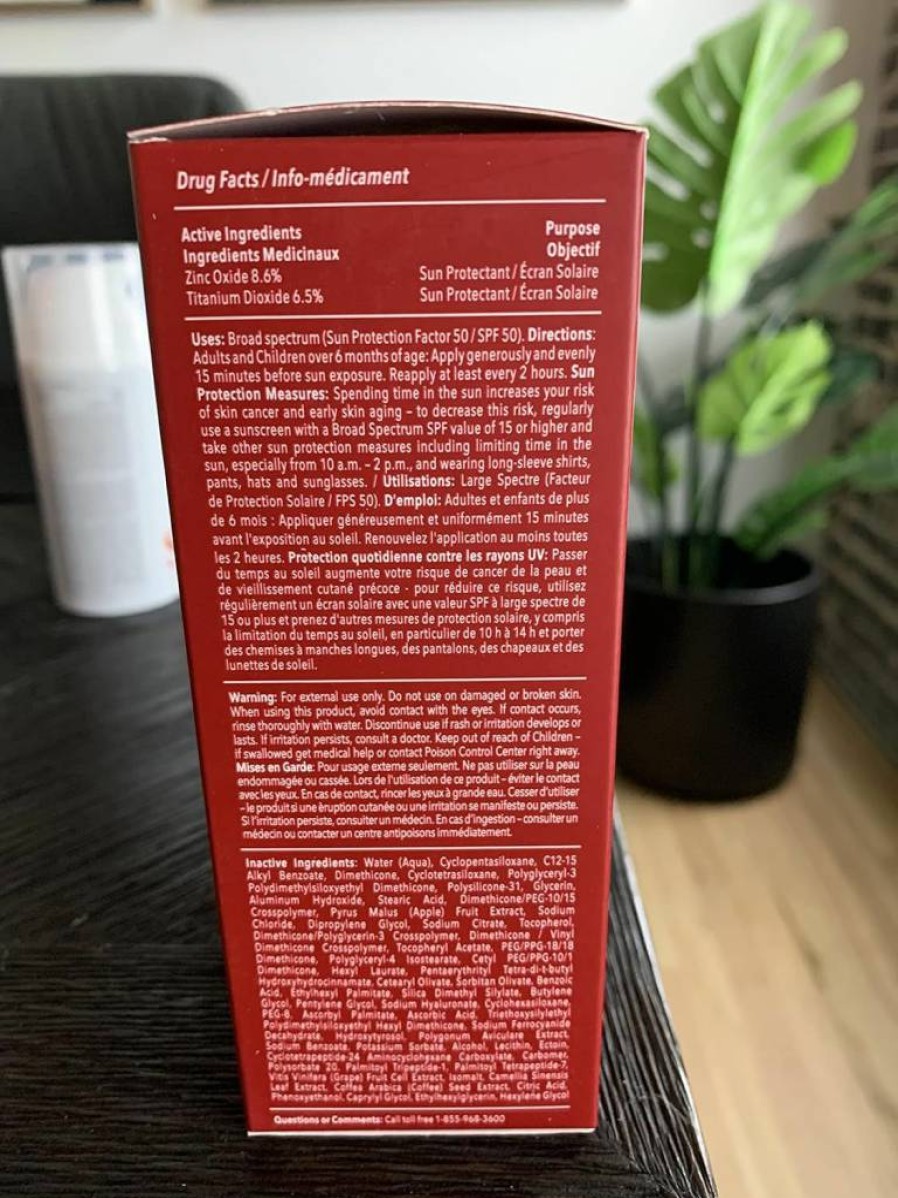 Drug Facts / Info-médicament
Active Ingredients
Ingredients Medicinaux
Purpose
Objectif
Zinc Oxide 8.6%
Sun Protectant / Écran Solaire
Titanium Dioxide 6.5%
Sun Protectant / Écran Solaire
Uses: Broad spectrum (Sun Protection Factor 50 / SPF 50). Directions:
Adults and Children over 6 months of age: Apply generously and evenly
15 minutes before sun exposure. Reapply at least every 2 hours. Sun
Protection Measures: Spending time in the sun increases your risk
of skin cancer and early skin aging – to decrease this risk, regularly
use a sunscreen with a Broad Spectrum SPF value of 15 or higher and
take other sun protection measures including limiting time in the
sun, especially from 10 a.m. – 2 p.m., and wearing long-sleeve shirts,
pants, hats and sunglasses. / Utilisations: Large Spectre (Facteur
de Protection Solaire / FPS 50). D'emploi: Adultes et enfants de plus
de 6 mois : Appliquer généreusement et uniformément 15 minutes
avant l'exposition au soleil. Renouvelez l'application au moins toutes
les 2 heures. Protection quotidienne contre les rayons UV: Passer
du temps au soleil augmente votre risque de cancer de la peau et
de vieillissement cutané précoce - pour réduire ce risque, utilisez
régulièrement un écran solaire avec une valeur SPF à large spectre de
15 ou plus et prenez d'autres mesures de protection solaire, y compris
la limitation du temps au soleil, en particulier de 10 h à 14 h et porter
des chemises à manches longues, des pantalons, des chapeaux et des
lunettes de soleil.
Warning: For external use only. Do not use on damaged or broken skin.
When using this product, avoid contact with the eyes. If contact occurs,
rinse thoroughly with water. Discontinue use if rash or irritation develops or
lasts. If irritation persists, consult a doctor. Keep out of reach of Children –
if swallowed get medical help or contact Poison Control Center right away.
Mises en Garde: Pour usage externe seulement. Ne pas utiliser sur la peau
endommagée ou cassée. Lors de l'utilisation de ce produit – éviter le contact
avec les yeux. En cas de contact, rincer les yeux à grande eau. Cesser d'utiliser
– le produit si une èruption cutanée ou une irritation se manifeste ou persiste.
Si l'irritation persiste, consulter un médecin. En cas d'ingestion – consulter un
médecin ou contacter un centre antipoisons immédiatement.
Inactive Ingredients: Water (Aqua), Cyclopentasiloxane, C12-15
Alkyl Benzoate, Dimethicone, Cyclotetrasiloxane, Polyglyceryl-3
Polydimethylsiloxyethyl Dimethicone, Polysilicone-31, Glycerin,
Aluminum Hydroxide, Stearic Acid, Dimethicone/PEG-10/15
Crosspolymer, Pyrus Malus (Apple) Fruit Extract, Sodium
Chloride, Dipropylene Glycol, Sodium Citrate, Tocopherol,
Dimethicone/Polyglycerin-3 Crosspolymer, Dimethicone / Vinyl
Dimethicone Crosspolymer, Tocopheryl Acetate, PEG/PPG-18/18
Dimethicone, Polyglyceryl-4 Isostearate, Cetyl PEG/PPG-10/1
Dimethicone, Hexyl Laurate, Pentaerythrityl Tetra-di-t-butyl
Hydroxyhydrocinnamate, Cetearyl Olivate, Sorbitan Olivate, Benzoic
Acid, Ethylhexyl Palmitate, Silica Dimethyl Silylate, Butylene
Glycol, Pentylene Glycol, Sodium Hyaluronate, Cyclohexasiloxane,
PEG-8, Ascorbyl Palmitate, Ascorbic Acid, Triethoxysilylethyl
Polydimethylsiloxyethyl Hexyl Dimethicone, Sodium Ferrocyanide
Decahydrate, Hydroxytyrosol, Polygonum Aviculare Extract,
Sodium Benzoate, Potassium Sorbate, Alcohol, Lecithin, Ectoin,
Cyclotetrapeptide-24 Aminocyclohexane Carboxylate, Carbomer,
Polysorbate 20, Palmitoyl Tripeptide-1, Palmitoyl Tetrapeptide-7,
Vitis Vinifera (Grape) Fruit Cell Extract, Isomalt, Camellia Sinensis
Leaf Extract, Coffea Arabica (Coffee) Seed Extract, Citric Acid,
Phenoxyethanol, Caprylyl Glycol, Ethylhexylglycerin, Hexylene Glycol
Questions or Comments: Call toll free 1-855-968-3600